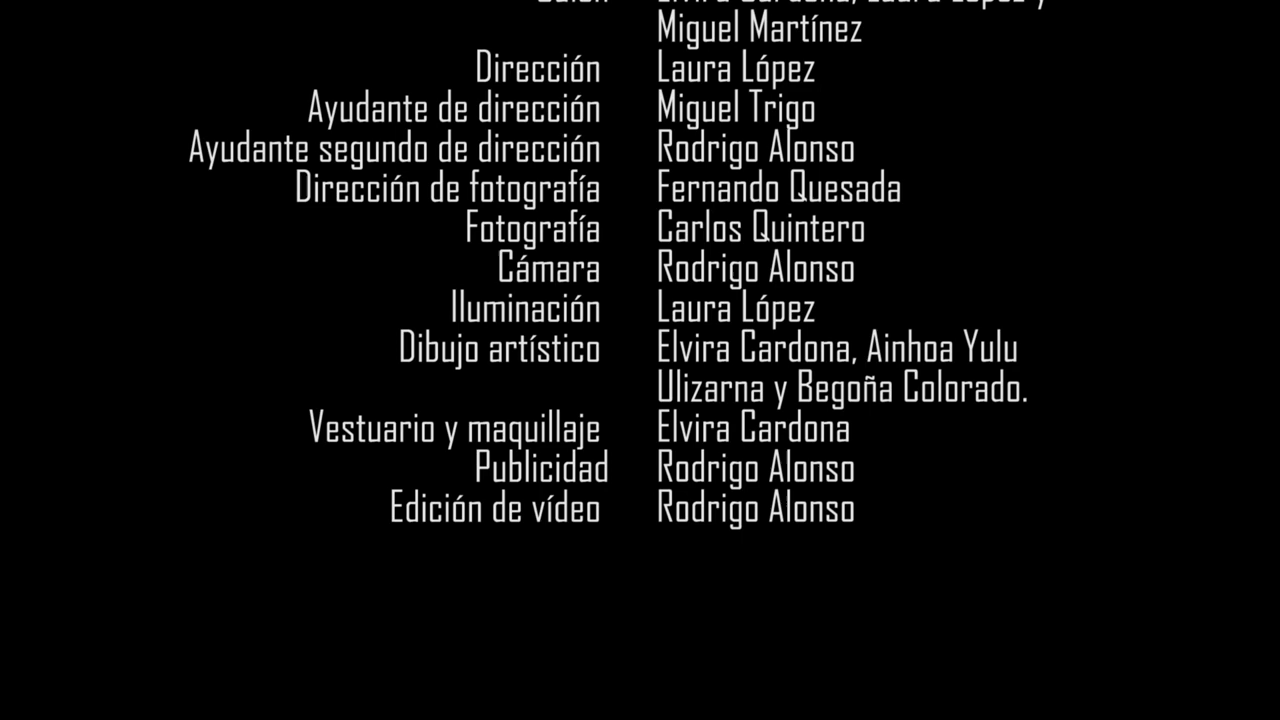 Miguel Martínez
Dirección Laura López
Ayudante de dirección Miguel Trigo
Ayudante segundo de dirección Rodrigo Alonso
Dirección de fotografía Fernando Quesada
Fotografía Carlos Quintero
Cámara Rodrigo Alonso
Iluminación Laura López
Dibujo artístico Elvira Cardona, Ainhoa Yulu
Ulizarna y Begoña Colorado.
Vestuario y maquillaje Elvira Cardona
Publicidad Rodrigo Alonso
Edición de vídeo Rodrigo Alonso